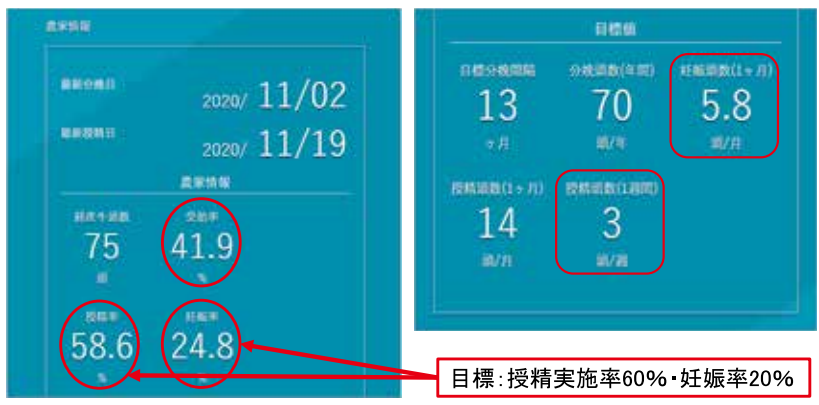 農家情報
最新分娩日
2020/ 11/02
最新授精日
2020/ 11/19
農家情報
経産牛頭数 受胎率
75 41.9
頭 %
授精率 妊娠率
58.6 24.8
% %
目標値
目標分娩間隔 分娩頭数(年間) 妊娠頭数(1ヶ月)
13 70 5.8
ヶ月 頭/年 頭/月
授精頭数(1ヶ月) 授精頭数(1週間)
14 3
頭/月 頭/週
目標:授精実施率60%・妊娠率20%